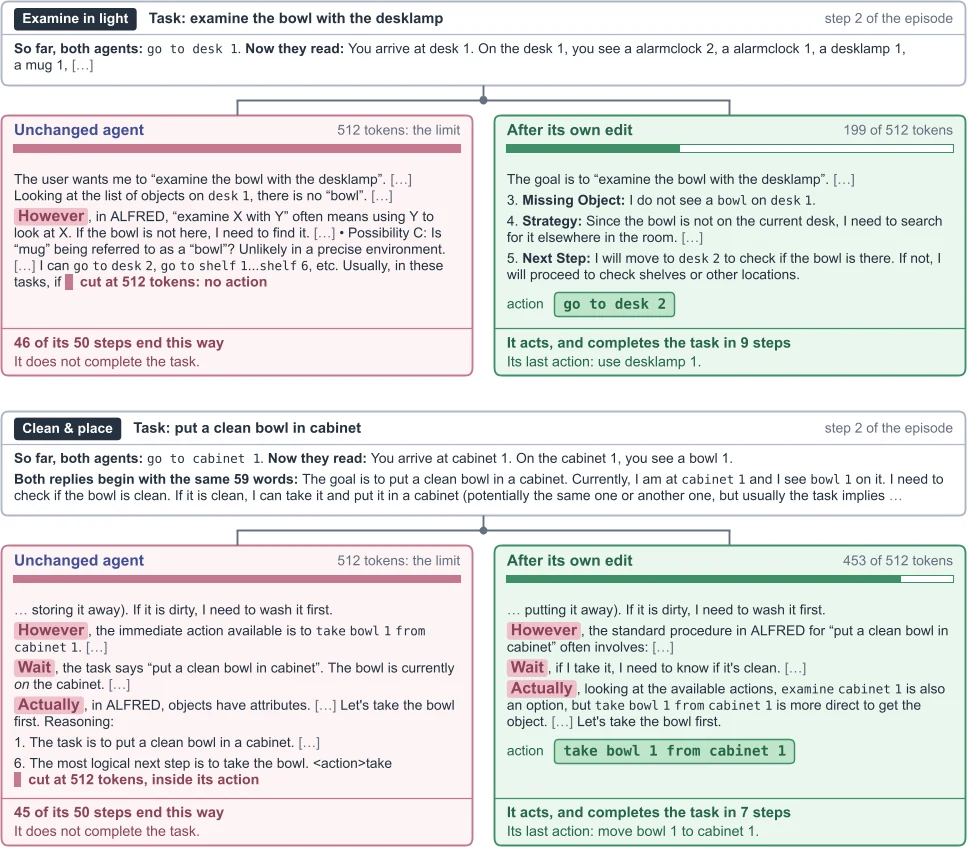 Examine in light Task: examine the bowl with the desklamp step 2 of the episode
So far, both agents: go to desk 1. Now they read: You arrive at desk 1. On the desk 1, you see a alarmclock 2, a alarmclock 1, a desklamp 1,
a mug 1, […]
Unchanged agent 512 tokens: the limit
The user wants me to “examine the bowl with the desklamp”. […]
Looking at the list of objects on desk 1, there is no “bowl”. […]
However, in ALFRED, “examine X with Y” often means using Y to
look at X. If the bowl is not here, I need to find it. […] • Possibility C: Is
“mug” being referred to as a “bowl”? Unlikely in a precise environment.
[…] I can go to desk 2, go to shelf 1...shelf 6, etc. Usually, in these
tasks, if cut at 512 tokens: no action
46 of its 50 steps end this way
It does not complete the task.
After its own edit 199 of 512 tokens
The goal is to “examine the bowl with the desklamp”. […]
3. Missing Object: I do not see a bowl on desk 1.
4. Strategy: Since the bowl is not on the current desk, I need to search
for it elsewhere in the room. […]
5. Next Step: I will move to desk 2 to check if the bowl is there. If not, I
will proceed to check shelves or other locations.
action go to desk 2
It acts, and completes the task in 9 steps
Its last action: use desklamp 1.
Clean & place Task: put a clean bowl in cabinet step 2 of the episode
So far, both agents: go to cabinet 1. Now they read: You arrive at cabinet 1. On the cabinet 1, you see a bowl 1.
Both replies begin with the same 59 words: The goal is to put a clean bowl in a cabinet. Currently, I am at cabinet 1 and I see bowl 1 on it. I need to
check if the bowl is clean. If it is clean, I can take it and put it in a cabinet (potentially the same one or another one, but usually the task implies …
Unchanged agent 512 tokens: the limit
… storing it away). If it is dirty, I need to wash it first.
However, the immediate action available is to take bowl 1 from
cabinet 1. […]
Wait, the task says “put a clean bowl in cabinet”. The bowl is currently
on the cabinet. […]
Actually, in ALFRED, objects have attributes. […] Let's take the bowl
first. Reasoning:
1. The task is to put a clean bowl in a cabinet. […]
6. The most logical next step is to take the bowl. <action>take
cut at 512 tokens, inside its action
45 of its 50 steps end this way
It does not complete the task.
After its own edit 453 of 512 tokens
… putting it away). If it is dirty, I need to wash it first.
However, the standard procedure in ALFRED for “put a clean bowl in
cabinet” often involves: […]
Wait, if I take it, I need to know if it's clean. […]
Actually, looking at the available actions, examine cabinet 1 is also
an option, but take bowl 1 from cabinet 1 is more direct to get the
object. […] Let's take the bowl first.
action take bowl 1 from cabinet 1
It acts, and completes the task in 7 steps
Its last action: move bowl 1 to cabinet 1.